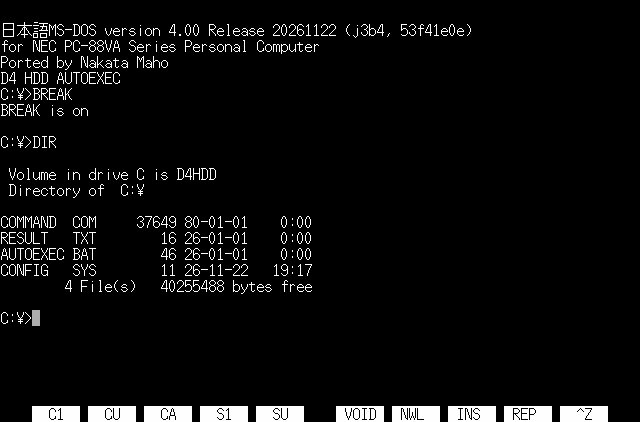 日本語MS-DOS version 4.00 Release 20261122 (j3b4, 53f41e0e)
for NEC PC-88VA Series Personal Computer
Ported by Nakata Maho
D4 HDD AUTOEXEC
C:¥>BREAK
BREAK is on
C:¥>DIR
Volume in drive C is D4HDD
Directory of  C:¥
COMMAND  COM     37649 80-01-01    0:00
RESULT   TXT        16 26-01-01    0:00
AUTOEXEC BAT        46 26-01-01    0:00
CONFIG   SYS        11 26-11-22   19:17
4 File(s)   40255488 bytes free
C:¥>
C1 CU CA S1 SU VOID NWL INS REP ^Z